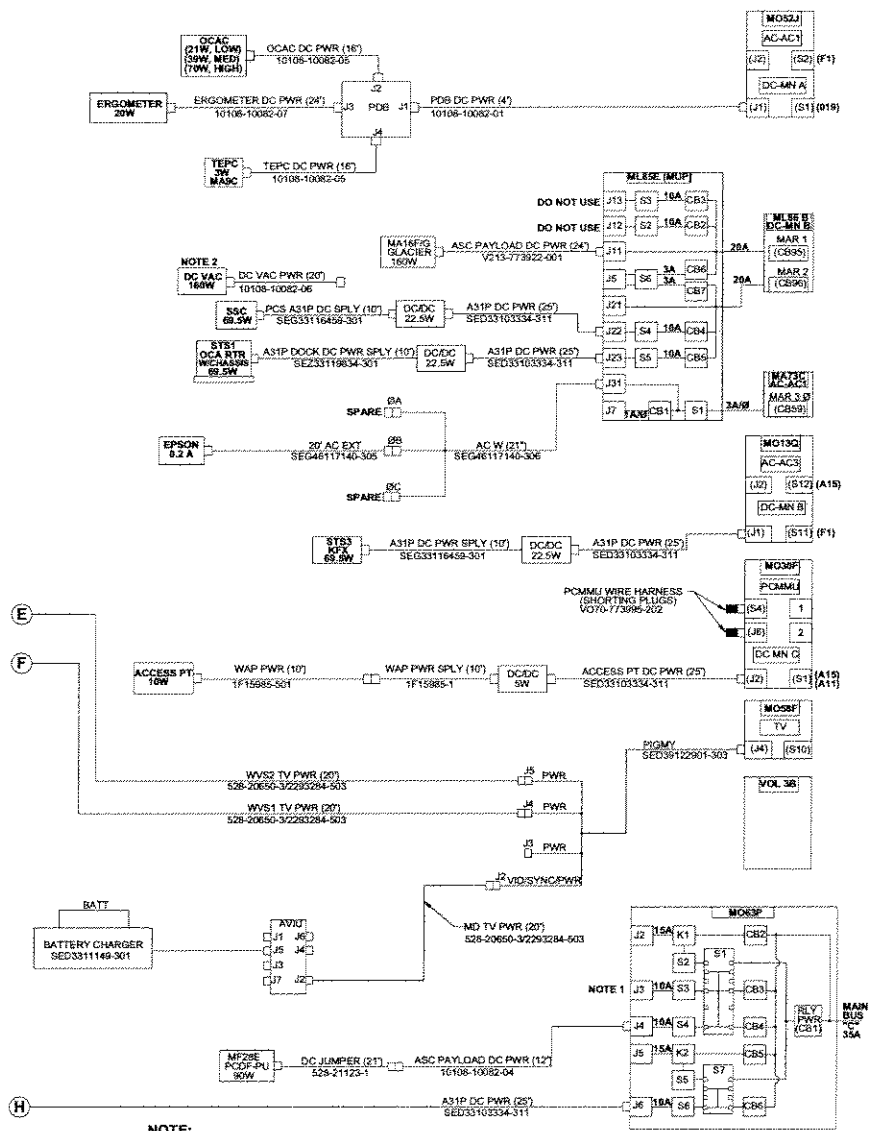 MO52J
AC-AC1
(J2) (S2) (F1)
DC-MN A
(J1) (S1) (019)
OCAC
(21W, LOW)
(39W, MED)
(70W, HIGH)
OCAC DC PWR (16")
10108-10082-05
J2
ERGOMETER
20W
ERGOMETER DC PWR (24")
10108-10082-07
J3 PDB J1
PDB DC PWR (4')
10108-10082-01
J4
TEPC
3W
MA9C
TEPC DC PWR (16")
10108-10082-05
ML85E (MUP)
DO NOT USE J13 S3 10A CB3
DO NOT USE J12 S2 10A CB2
ML86 B
DC-MN B
MAR 1
(CB95)
MAR 2
(CB96)
20A
20A
MA16F/G
GLACIER
160W
ASC PAYLOAD DC PWR (24")
V213-773922-001
J11
NOTE 2
DC VAC
160W
DC VAC PWR (20')
10108-10082-06
J5 S6 3A CB6
3A CB7
J21
SSC
69.5W
PCS A31P DC SPLY (10')
SEG33116459-301
DC/DC
22.5W
A31P DC PWR (25')
SED33103334-311
J22 S4 10A CB4
STS1
OCA RTR
W/CHASSIS
69.5W
A31P DOCK DC PWR SPLY (10')
SEZ33119834-301
DC/DC
22.5W
A31P DC PWR (25')
SED33103334-311
J23 S5 10A CB5
J31
J7 1A/Ø CB1 S1 3A/Ø
MA73C
AC-AC1
MAR 3 Ø
(CB59)
ØA
SPARE
EPSON
0.2 A
20' AC EXT
SEG46117140-305
ØB
AC W (21")
SEG46117140-306
ØC
SPARE
MO13Q
AC-AC3
(J2) (S12) (A15)
DC-MN B
(J1) (S11) (F1)
STS3
KFX
69.5W
A31P DC PWR SPLY (10')
SEG33116459-301
DC/DC
22.5W
A31P DC PWR (25')
SED33103334-311
MO30F
PCMMU
(S4) 1
(J6) 2
DC MN C
(J2) (S1) (A15)
(A11)
PCMMU WIRE HARNESS
(SHORTING PLUGS)
VO70-773995-202
E
F
ACCESS PT
10W
WAP PWR (10')
1F15985-501
WAP PWR SPLY (10')
1F15985-1
DC/DC
5W
ACCESS PT DC PWR (25')
SED33103334-311
MO58F
TV
(J4) (S10)
PIGMY
SED39122901-303
WVS2 TV PWR (20')
528-20650-3/2293284-503
J5 PWR
WVS1 TV PWR (20')
528-20650-3/2293284-503
J4 PWR
J3 PWR
J2 VID/SYNC/PWR
VOL 3B
MD TV PWR (20')
528-20650-3/2293284-503
BATT
BATTERY CHARGER
SED3311149-301
AVIU
J1 J6
J5 J4
J3
J7 J2
MO63P
J2 15A K1 CB2
S2 S1
NOTE 1 J3 10A S3 CB3
J4 10A S4 CB4
J5 15A K2 CB5
S5 S7
J6 10A S6 CB6
RLY
PWR
(CB1)
MAIN
BUS
"C"
35A
MF28E
PCDF-PU
90W
DC JUMPER (21')
528-21123-1
ASC PAYLOAD DC PWR (12')
10108-10082-04
H
A31P DC PWR (25')
SED33103334-311
NOTE: